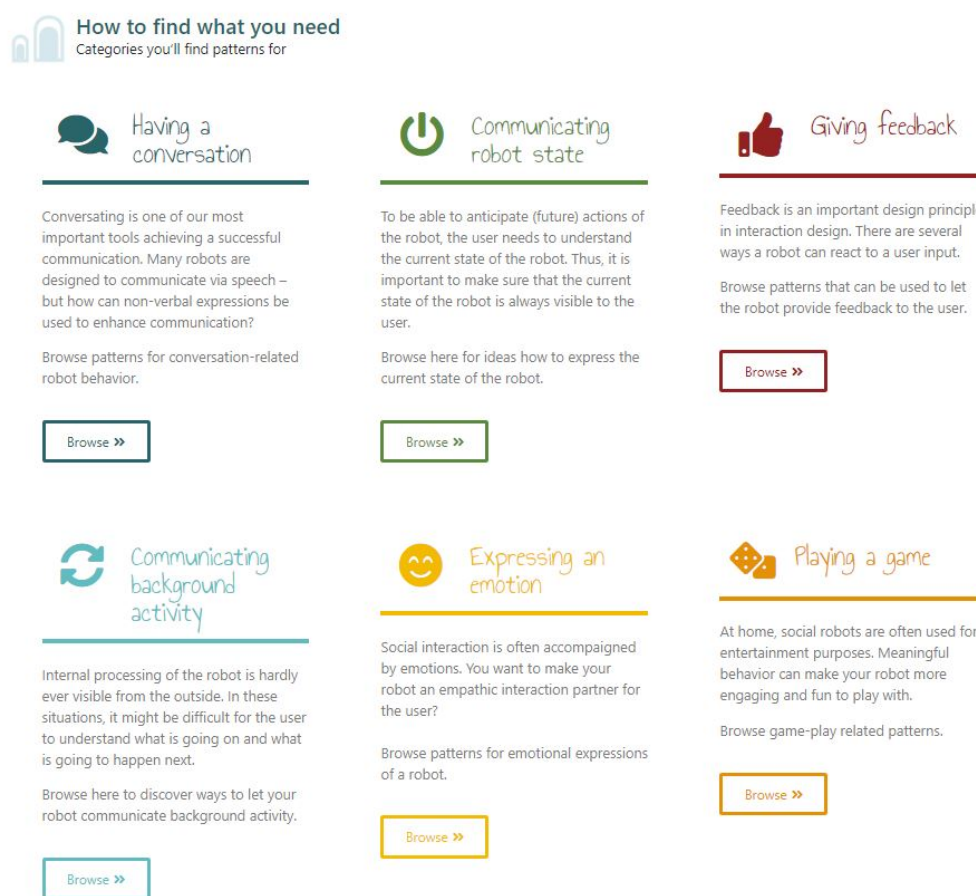 How to find what you need
Categories you'll find patterns for
Having a
conversation
Conversating is one of our most
important tools achieving a successful
communication. Many robots are
designed to communicate via speech –
but how can non-verbal expressions be
used to enhance communication?
Browse patterns for conversation-related
robot behavior.
Browse »
Communicating
robot state
To be able to anticipate (future) actions of
the robot, the user needs to understand
the current state of the robot. Thus, it is
important to make sure that the current
state of the robot is always visible to the
user.
Browse here for ideas how to express the
current state of the robot.
Browse »
Giving feedback
Feedback is an important design principle
in interaction design. There are several
ways a robot can react to a user input.
Browse patterns that can be used to let
the robot provide feedback to the user.
Browse »
Communicating
background
activity
Internal processing of the robot is hardly
ever visible from the outside. In these
situations, it might be difficult for the user
to understand what is going on and what
is going to happen next.
Browse here to discover ways to let your
robot communicate background activity.
Browse »
Expressing an
emotion
Social interaction is often accompaigned
by emotions. You want to make your
robot an empathic interaction partner for
the user?
Browse patterns for emotional expressions
of a robot.
Browse »
Playing a game
At home, social robots are often used for
entertainment purposes. Meaningful
behavior can make your robot more
engaging and fun to play with.
Browse game-play related patterns.
Browse »